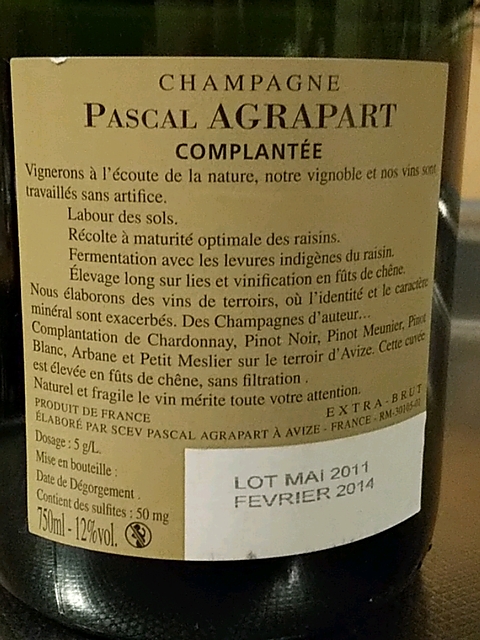 CHAMPAGNE
PASCAL AGRAPART
COMPLANTÉE
Vignerons à l'écoute de la nature, notre vignoble et nos vins sont
travaillés sans artifice.
Labour des sols.
Récolte à maturité optimale des raisins.
Fermentation avec les levures indigènes du raisin.
Élevage long sur lies et vinification en fûts de chêne.
Nous élaborons des vins de terroirs, où l'identité et le caractère
minéral sont exacerbés. Des Champagnes d'auteur...
Complantation de Chardonnay, Pinot Noir, Pinot Meunier, Pinot
Blanc, Arbane et Petit Meslier sur le terroir d'Avize. Cette cuvée
est élevée en fûts de chêne, sans filtration .
Naturel et fragile le vin mérite toute votre attention.
PRODUIT DE FRANCE EXTRA-BRUT
ÉLABORÉ PAR SCEV PASCAL AGRAPART À AVIZE - FRANCE - RM-30105-01
Dosage : 5 g/L.
Mise en bouteille :
Date de Dégorgement .
Contient des sulfites : 50 mg
750ml - 12%vol.
LOT MAI 2011
FEVRIER 2014